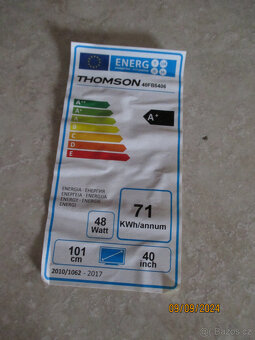 ENERG
THOMSON 40FB5406
A++
A+
A
B
C
D
E
A+
ENERGIA · ЕНЕРГИЯ
ΕΝΕΡΓΕΙΑ · ENERGIJA
ENERGY · ENERGIE
ENERGI
48
Watt
71
KWh/annum
101
cm
40
inch
2010/1062 - 2017
09/09/2024
bazos.cz